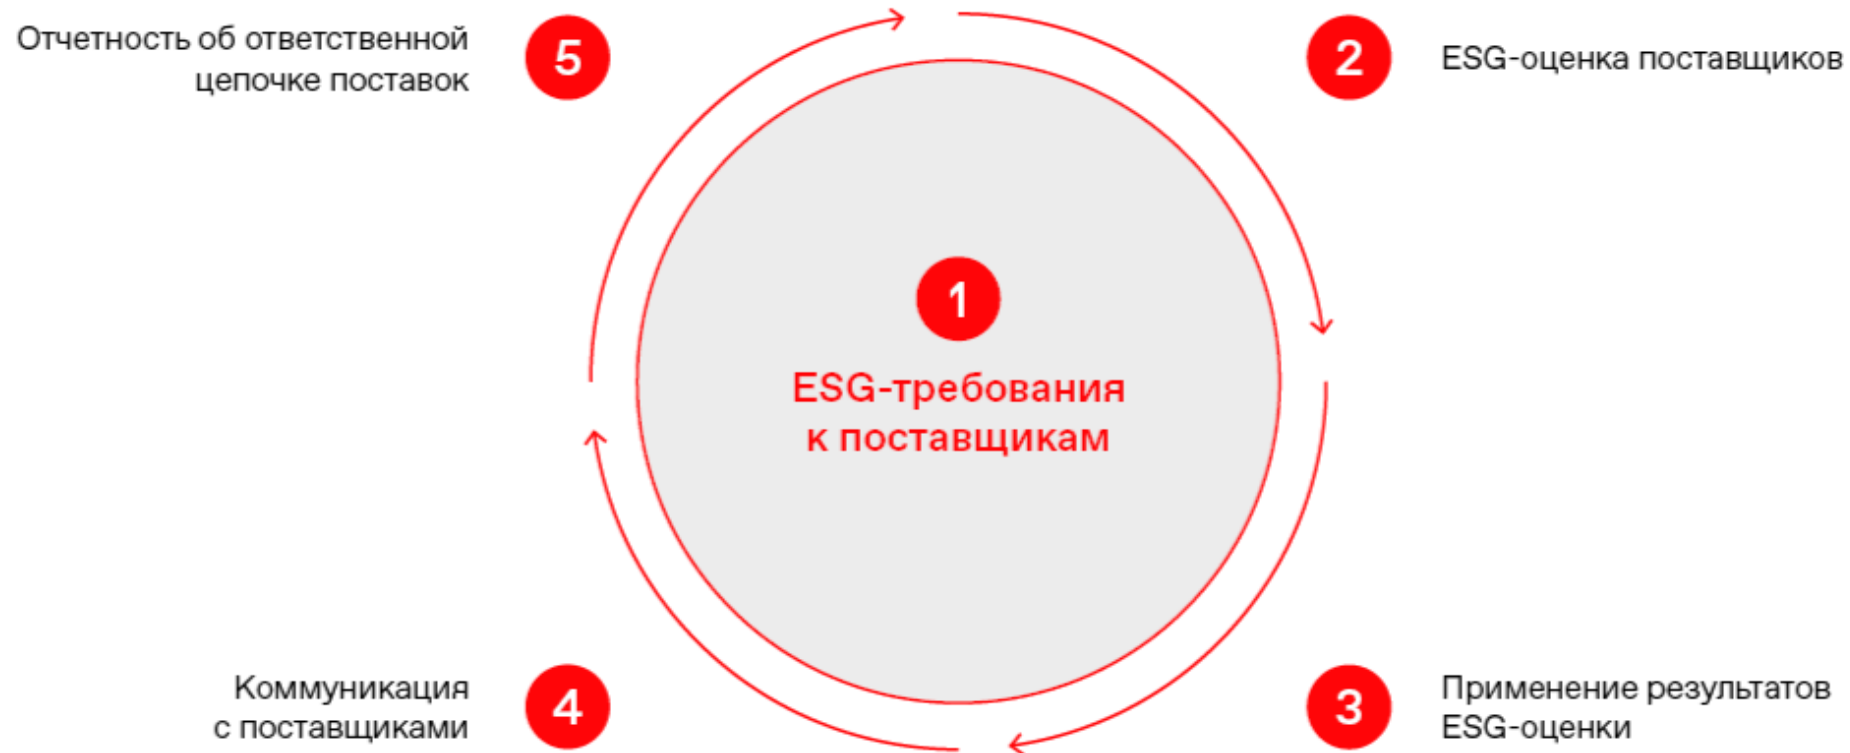 1
ESG-требования
к поставщикам
2
ESG-оценка поставщиков
3
Применение результатов
ESG-оценки
4
Коммуникация
с поставщиками
5
Отчетность об ответственной
цепочке поставок